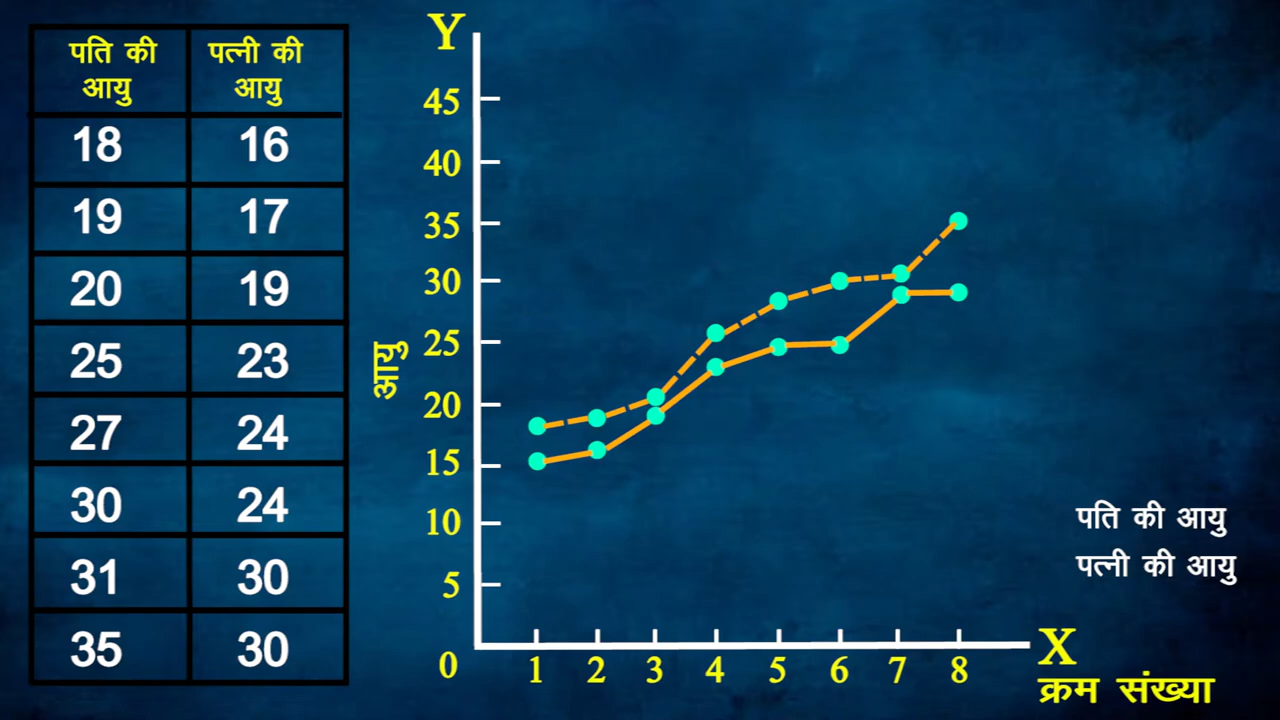 पति की आयु
पत्नी की आयु
18 16
19 17
20 19
25 23
27 24
30 24
31 30
35 30
Y
45
40
35
30
25
20
15
10
5
0
आयु
1 2 3 4 5 6 7 8
X
क्रम संख्या
पति की आयु
पत्नी की आयु